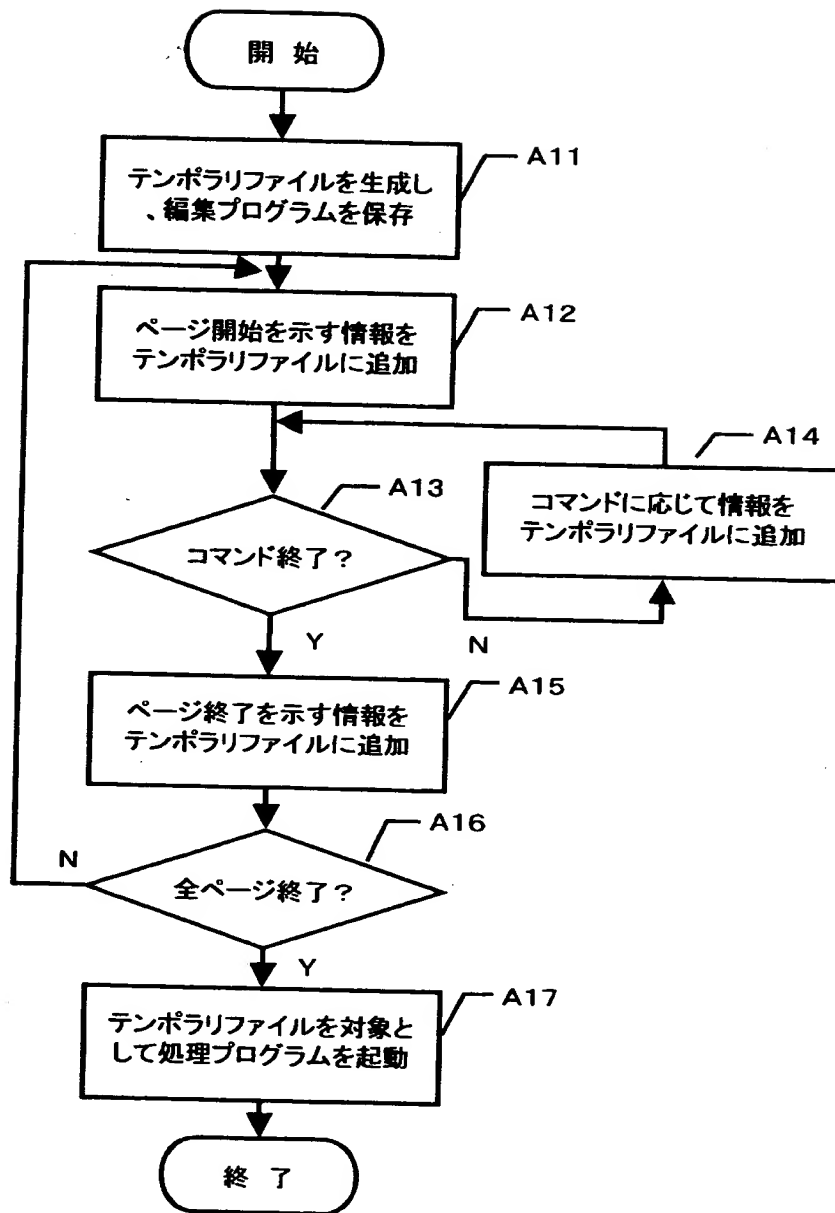 開 始
A11
テンポラリファイルを生成し
、編集プログラムを保存
A12
ページ開始を示す情報を
テンポラリファイルに追加
A14
コマンドに応じて情報を
テンポラリファイルに追加
A13
コマンド終了？
Y
N
A15
ページ終了を示す情報を
テンポラリファイルに追加
A16
N
全ページ終了？
Y
A17
テンポラリファイルを対象と
して処理プログラムを起動
終 了